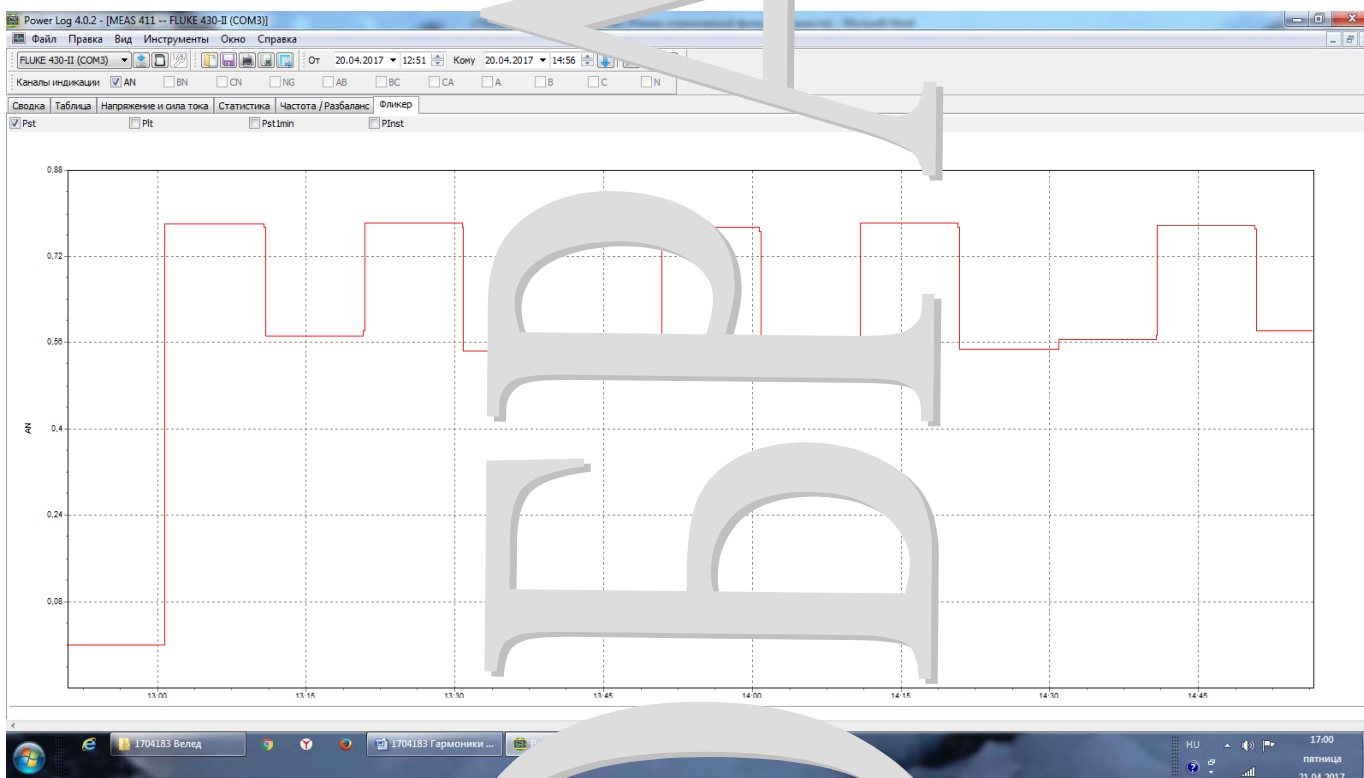 Power Log 4.0.2 - [MEAS 411 -- FLUKE 430-II (COM3)]
Файл Правка Вид Инструменты Окно Справка
FLUKE 430-II (COM3) От 20.04.2017 12:51 Кому 20.04.2017 14:56
Каналы индикации AN BN CN NG AB BC CA A B C N
Сводка Таблица Напряжение и сила тока Статистика Частота / Разбаланс Фликер
Pst Plt Pst1min PInst
0,88
0,72
0,56
0,4
0,24
0,08
AN
13:00 13:15 13:30 13:45 14:00 14:15 14:30 14:45
1704183 Велед 1704183 Гармоники ... HU 17:00
пятница
21.04.2017